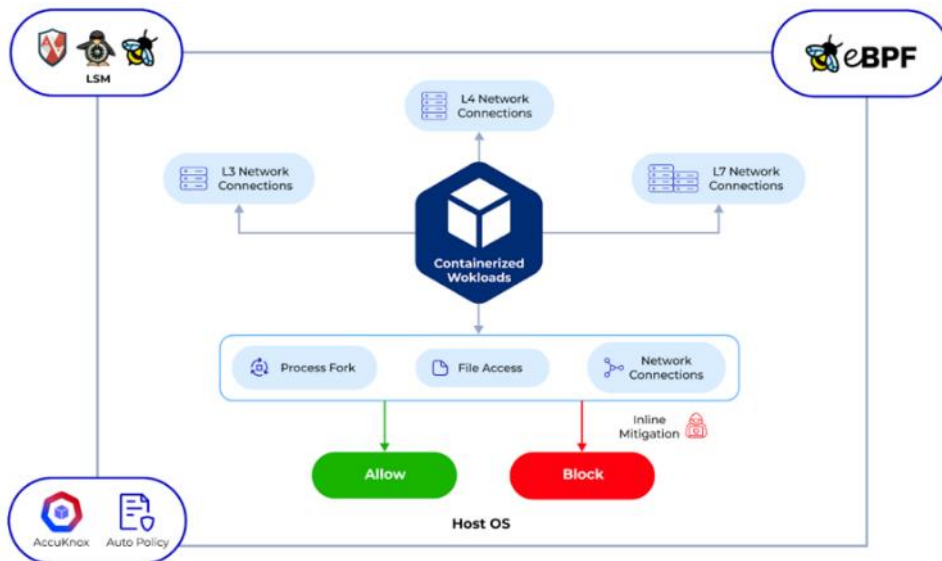 LSM
eBPF
L4 Network
Connections
L3 Network
Connections
L7 Network
Connections
Containerized
Wokloads
Process Fork
File Access
Network
Connections
Inline
Mitigation
Allow
Block
Host OS
AccuKnox
Auto Policy